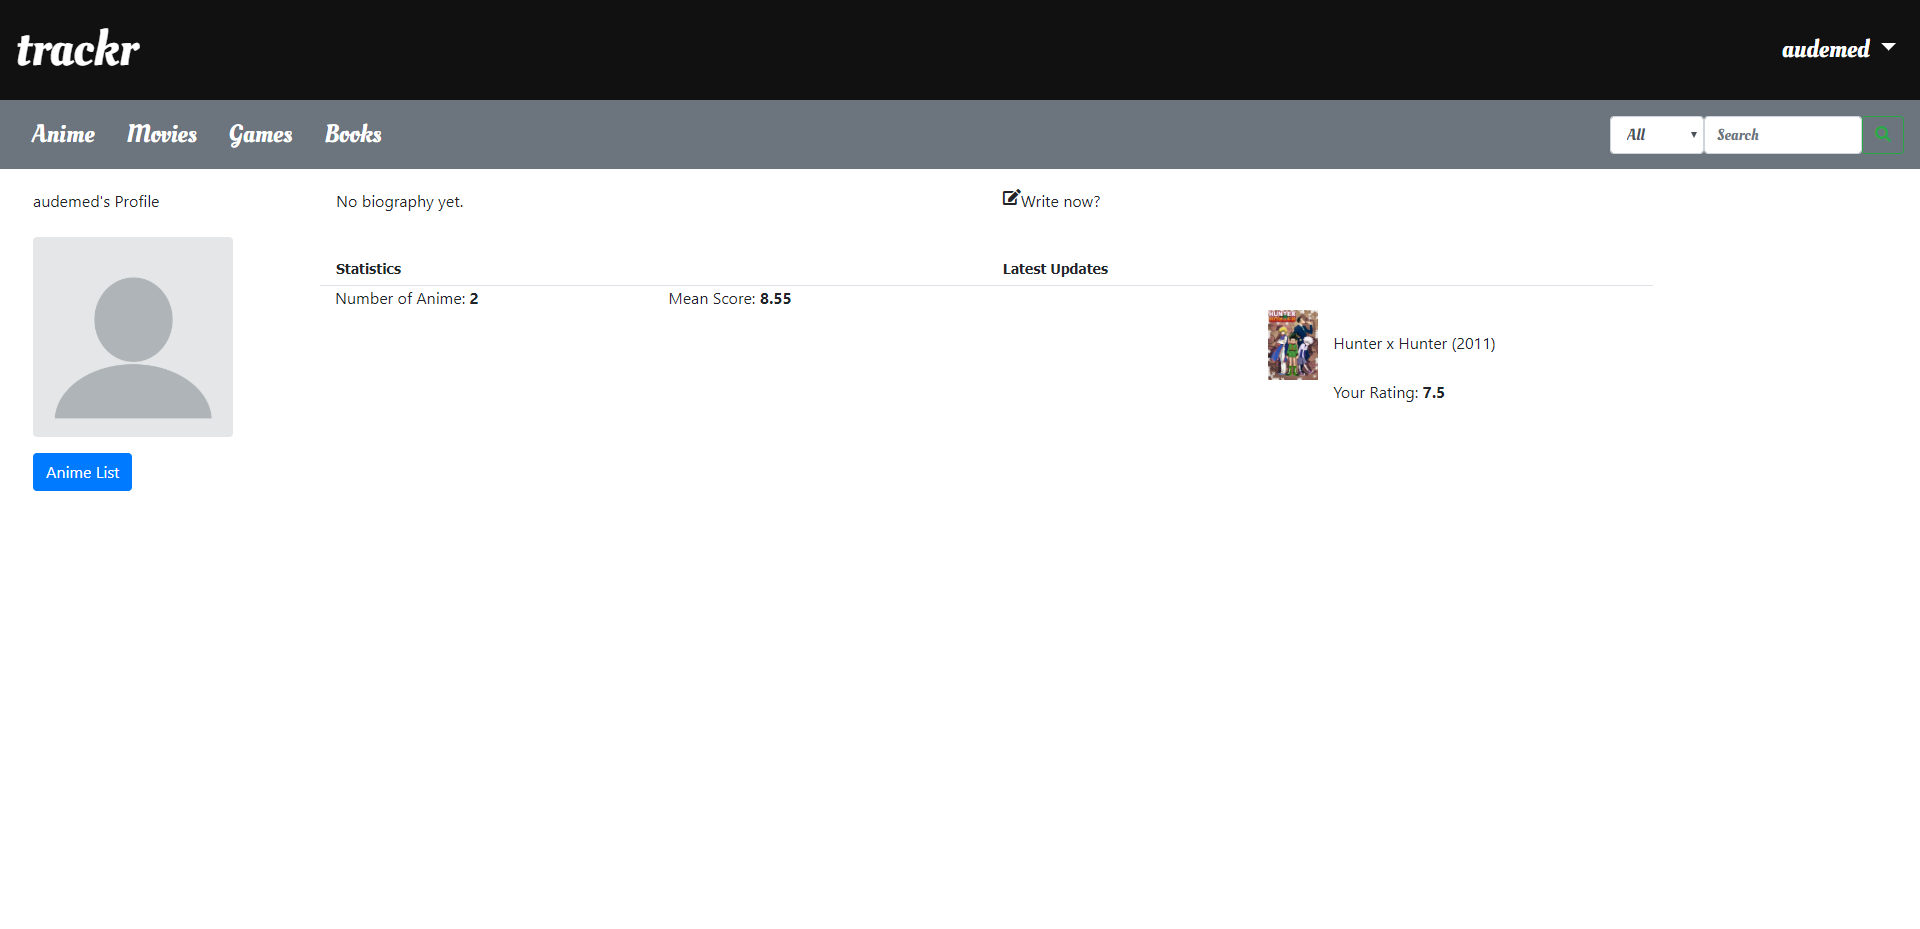 trackr
audemed
Anime Movies Games Books
All Search
audemed's Profile
No biography yet.
Write now?
Statistics
Latest Updates
Number of Anime: 2
Mean Score: 8.55
HUNTER
Hunter x Hunter (2011)
Your Rating: 7.5
Anime List